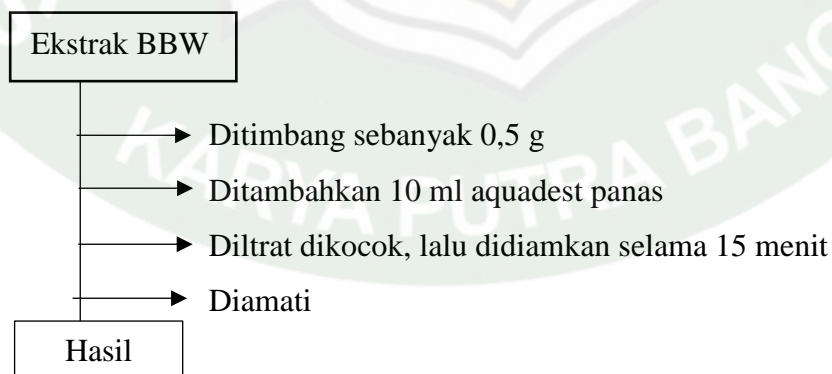 Ekstrak BBW
Ditimbang sebanyak 0,5 g
Ditambahkan 10 ml aquadest panas
Diltrat dikocok, lalu didiamkan selama 15 menit
Diamati
Hasil
KARYA PUTRA BANG